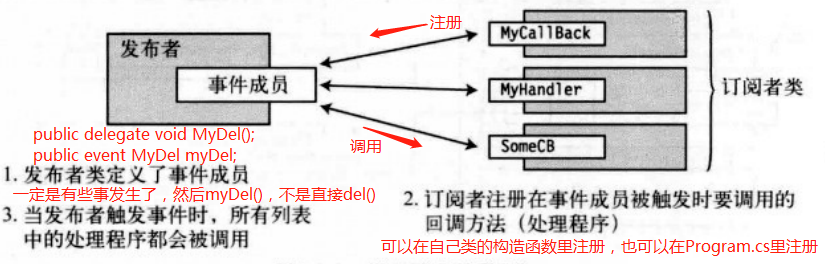 注册
MyCallBack
发布者
事件成员
MyHandler
订阅者类
public delegate void MyDel();
public event MyDel myDel;
调用
SomeCB
1. 发布者类定义了事件成员
一定是有些事发生了，然后myDel()，不是直接del()
3. 当发布者触发事件时，所有列表
中的处理程序都会被调用
2. 订阅者注册在事件成员被触发时要调用的
回调方法（处理程序）
可以在自己类的构造函数里注册，也可以在Program.cs里注册